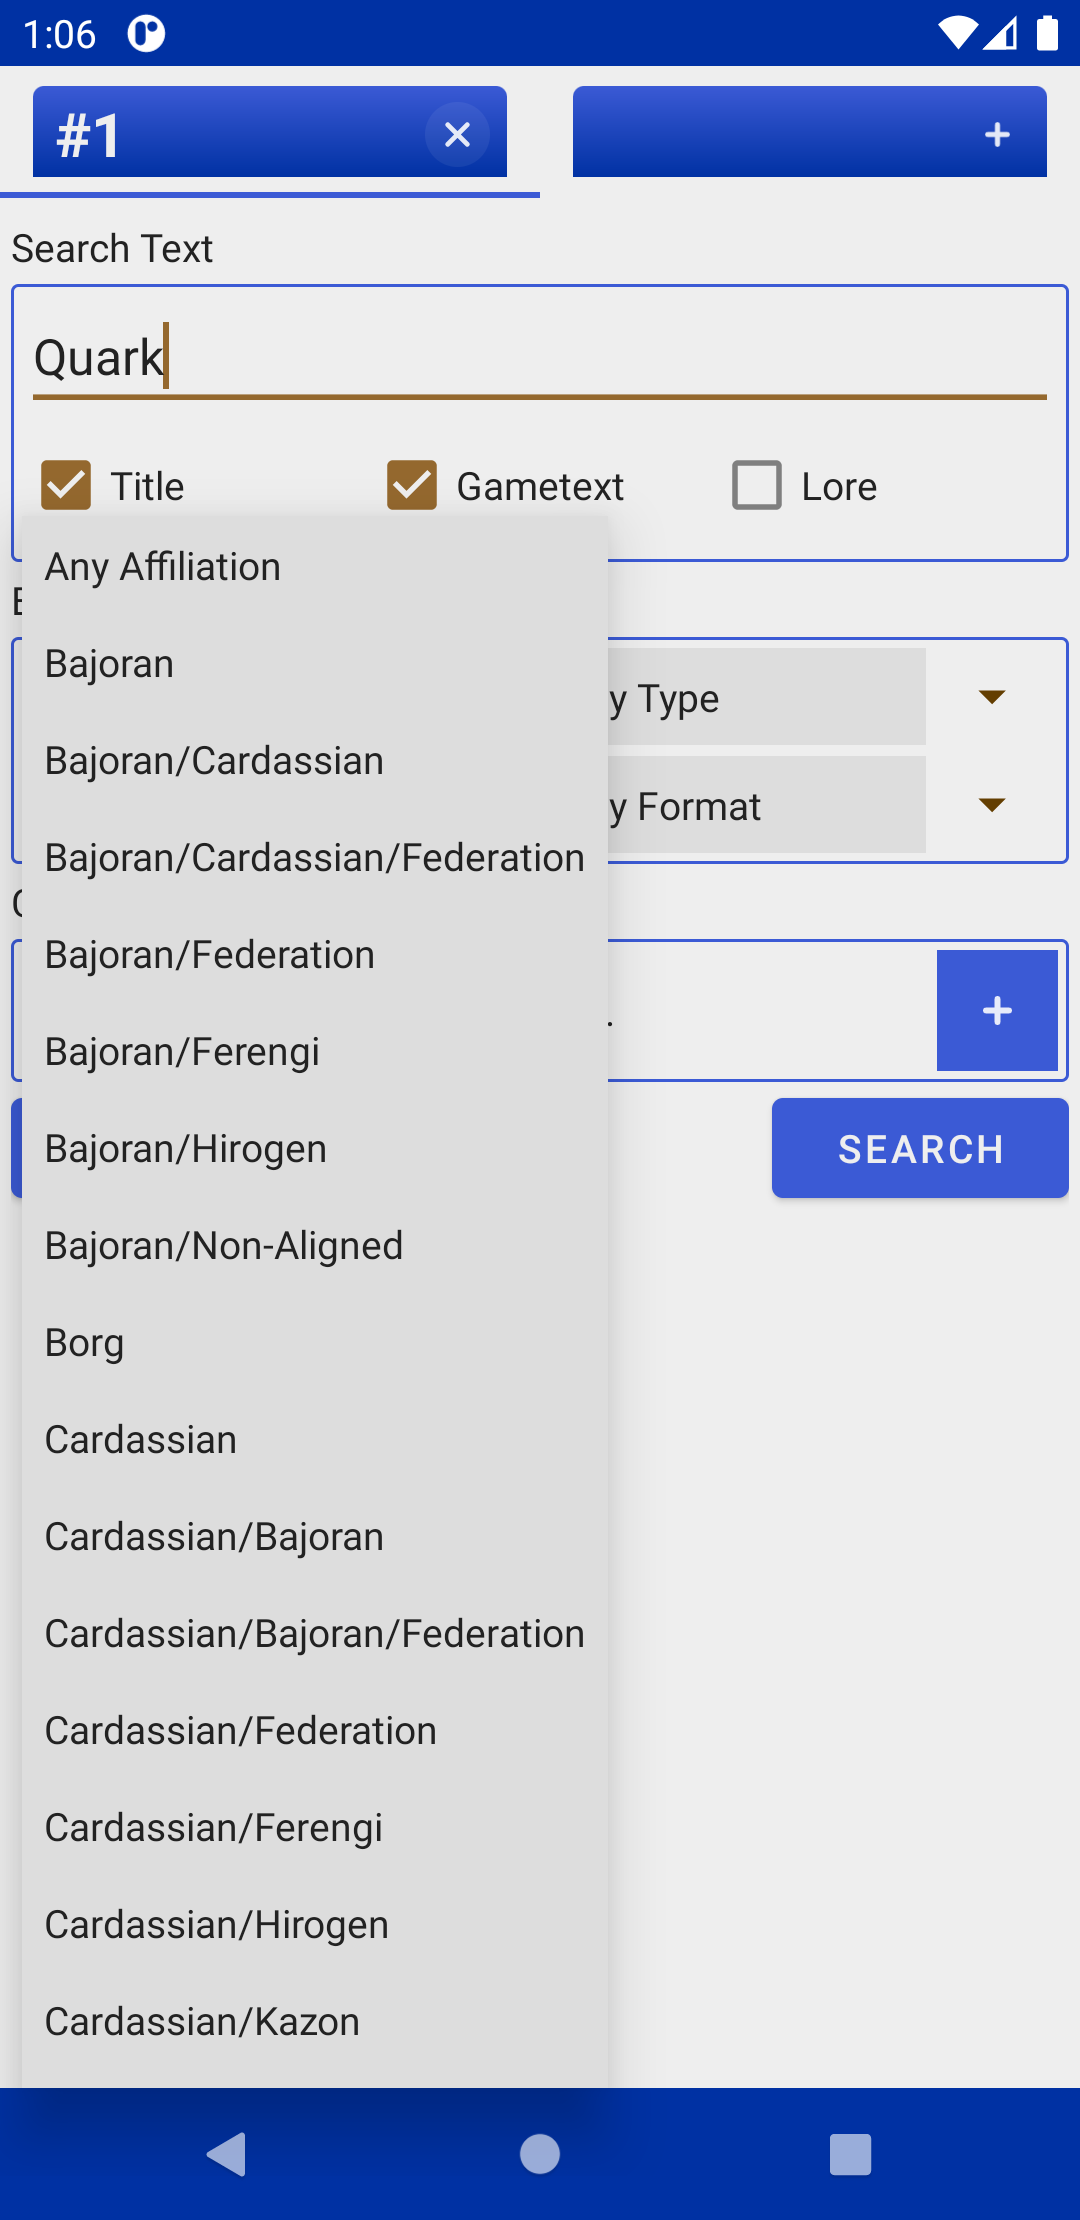 1:06
#1
Search Text
Quark
Title Gametext Lore
Any Affiliation
Bajoran
y Type
Bajoran/Cardassian
y Format
Bajoran/Cardassian/Federation
Bajoran/Federation
.
Bajoran/Ferengi
Bajoran/Hirogen
SEARCH
Bajoran/Non-Aligned
Borg
Cardassian
Cardassian/Bajoran
Cardassian/Bajoran/Federation
Cardassian/Federation
Cardassian/Ferengi
Cardassian/Hirogen
Cardassian/Kazon